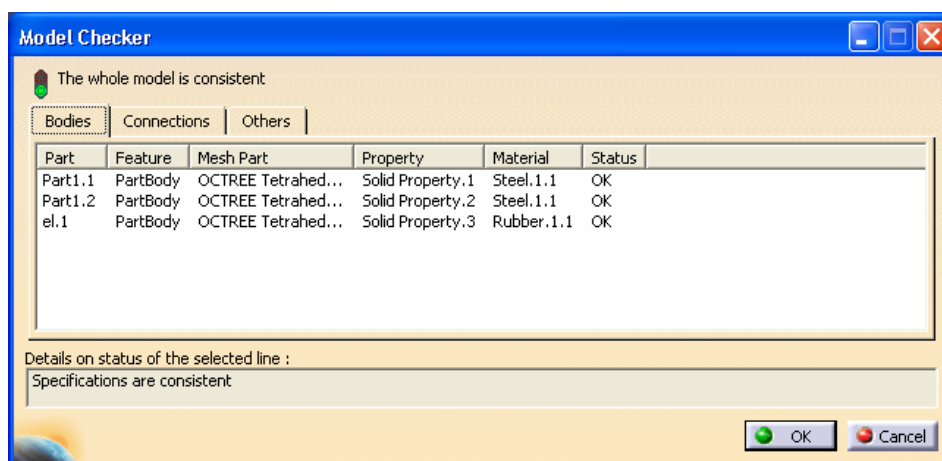 Model Checker
The whole model is consistent
Bodies Connections Others
Part Feature Mesh Part Property Material Status
Part1.1 PartBody OCTREE Tetrahed... Solid Property.1 Steel.1.1 OK
Part1.2 PartBody OCTREE Tetrahed... Solid Property.2 Steel.1.1 OK
el.1 PartBody OCTREE Tetrahed... Solid Property.3 Rubber.1.1 OK
Details on status of the selected line :
Specifications are consistent
OK Cancel